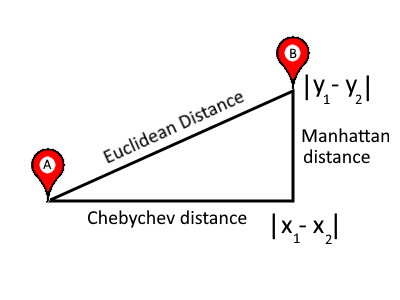 B
|y1- y2|
Euclidean Distance
Manhattan
distance
A
Chebychev distance
|x1- x2|